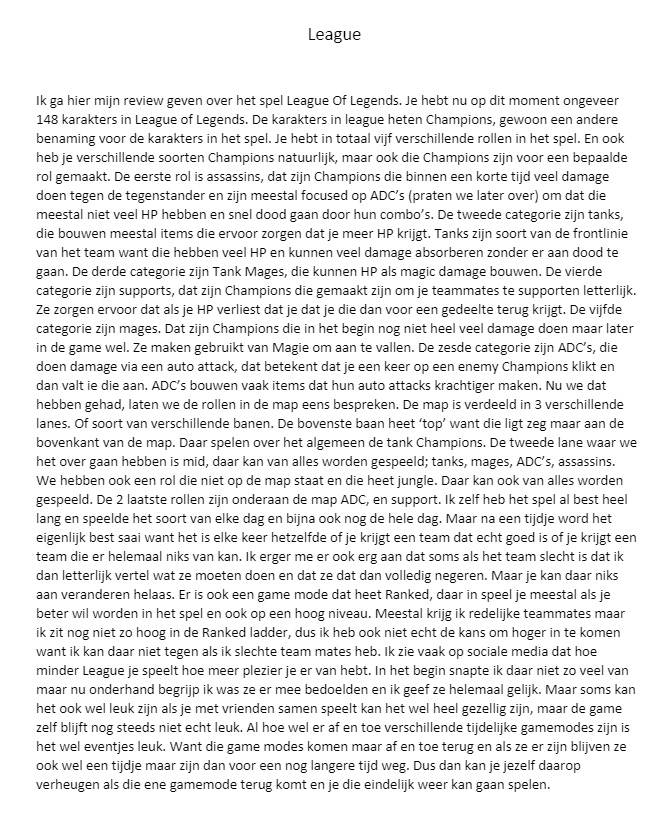 League
Ik ga hier mijn review geven over het spel League Of Legends. Je hebt nu op dit moment ongeveer
148 karakters in League of Legends. De karakters in league heten Champions, gewoon een andere
benaming voor de karakters in het spel. Je hebt in totaal vijf verschillende rollen in het spel. En ook
heb je verschillende soorten Champions natuurlijk, maar ook die Champions zijn voor een bepaalde
rol gemaakt. De eerste rol is assassins, dat zijn Champions die binnen een korte tijd veel damage
doen tegen de tegenstander en zijn meestal focused op ADC’s (praten we later over) om dat die
meestal niet veel HP hebben en snel dood gaan door hun combo’s. De tweede categorie zijn tanks,
die bouwen meestal items die ervoor zorgen dat je meer HP krijgt. Tanks zijn soort van de frontlinie
van het team want die hebben veel HP en kunnen veel damage absorberen zonder er aan dood te
gaan. De derde categorie zijn Tank Mages, die kunnen HP als magic damage bouwen. De vierde
categorie zijn supports, dat zijn Champions die gemaakt zijn om je teammates te supporten letterlijk.
Ze zorgen ervoor dat als je HP verliest dat je dat je die dan voor een gedeelte terug krijgt. De vijfde
categorie zijn mages. Dat zijn Champions die in het begin nog niet heel veel damage doen maar later
in de game wel. Ze maken gebruikt van Magie om aan te vallen. De zesde categorie zijn ADC’s, die
doen damage via een auto attack, dat betekent dat je een keer op een enemy Champions klikt en
dan valt ie die aan. ADC’s bouwen vaak items dat hun auto attacks krachtiger maken. Nu we dat
hebben gehad, laten we de rollen in de map eens bespreken. De map is verdeeld in 3 verschillende
lanes. Of soort van verschillende banen. De bovenste baan heet ‘top’ want die ligt zeg maar aan de
bovenkant van de map. Daar spelen over het algemeen de tank Champions. De tweede lane waar we
het over gaan hebben is mid, daar kan van alles worden gespeeld; tanks, mages, ADC’s, assassins.
We hebben ook een rol die niet op de map staat en die heet jungle. Daar kan ook van alles worden
gespeeld. De 2 laatste rollen zijn onderaan de map ADC, en support. Ik zelf heb het spel al best heel
lang en speelde het soort van elke dag en bijna ook nog de hele dag. Maar na een tijdje word het
eigenlijk best saai want het is elke keer hetzelfde of je krijgt een team dat echt goed is of je krijgt een
team die er helemaal niks van kan. Ik erger me er ook erg aan dat soms als het team slecht is dat ik
dan letterlijk vertel wat ze moeten doen en dat ze dat dan volledig negeren. Maar je kan daar niks
aan veranderen helaas. Er is ook een game mode dat heet Ranked, daar in speel je meestal als je
beter wil worden in het spel en ook op een hoog niveau. Meestal krijg ik redelijke teammates maar
ik zit nog niet zo hoog in de Ranked ladder, dus ik heb ook niet echt de kans om hoger in te komen
want ik kan daar niet tegen als ik slechte team mates heb. Ik zie vaak op sociale media dat hoe
minder League je speelt hoe meer plezier je er van hebt. In het begin snapte ik daar niet zo veel van
maar nu onderhand begrijp ik was ze er mee bedoelden en ik geef ze helemaal gelijk. Maar soms kan
het ook wel leuk zijn als je met vrienden samen speelt kan het wel heel gezellig zijn, maar de game
zelf blijft nog steeds niet echt leuk. Al hoe wel er af en toe verschillende tijdelijke gamemodes zijn is
het wel eventjes leuk. Want die game modes komen maar af en toe terug en als ze er zijn blijven ze
ook wel een tijdje maar zijn dan voor een nog langere tijd weg. Dus dan kan je jezelf daarop
verheugen als die ene gamemode terug komt en je die eindelijk weer kan gaan spelen.